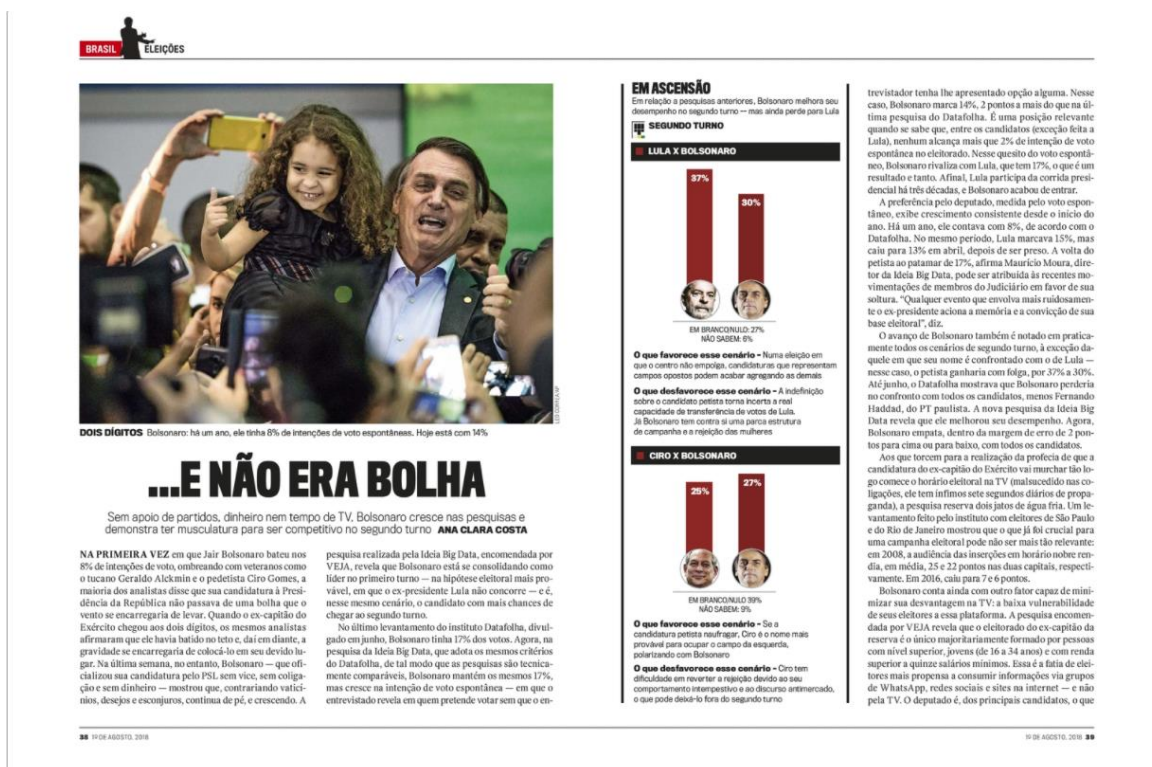 BRASIL ELEIÇÕES
LEO CORREA/AP
DOIS DÍGITOS Bolsonaro: há um ano, ele tinha 8% de intenções de voto espontâneas. Hoje está com 14%
...E NÃO ERA BOLHA
Sem apoio de partidos, dinheiro nem tempo de TV, Bolsonaro cresce nas pesquisas e
demonstra ter musculatura para ser competitivo no segundo turno ANA CLARA COSTA
NA PRIMEIRA VEZ em que Jair Bolsonaro bateu nos
8% de intenções de voto, ombreando com veteranos como
o tucano Geraldo Alckmin e o pedetista Ciro Gomes, a
maioria dos analistas disse que sua candidatura à Presi-
dência da República não passava de uma bolha que o
vento se encarregaria de levar. Quando o ex-capitão do
Exército chegou aos dois dígitos, os mesmos analistas
afirmaram que ele havia batido no teto e, daí em diante, a
gravidade se encarregaria de colocá-lo em seu devido lu-
gar. Na última semana, no entanto, Bolsonaro — que ofi-
cializou sua candidatura pelo PSL sem vice, sem coliga-
ção e sem dinheiro — mostrou que, contrariando vaticí-
nios, desejos e esconjuros, continua de pé, e crescendo. A
pesquisa realizada pela Ideia Big Data, encomendada por
VEJA, revela que Bolsonaro está se consolidando como
líder no primeiro turno — na hipótese eleitoral mais pro-
vável, em que o ex-presidente Lula não concorre — e é,
nesse mesmo cenário, o candidato com mais chances de
chegar ao segundo turno.
No último levantamento do instituto Datafolha, divul-
gado em junho, Bolsonaro tinha 17% dos votos. Agora, na
pesquisa da Ideia Big Data, que adota os mesmos critérios
do Datafolha, de tal modo que as pesquisas são tecnica-
mente comparáveis, Bolsonaro mantém os mesmos 17%,
mas cresce na intenção de voto espontânea — em que o
entrevistado revela em quem pretende votar sem que o en-
38 1º DE AGOSTO, 2018
EM ASCENSÃO
Em relação a pesquisas anteriores, Bolsonaro melhora seu
desempenho no segundo turno — mas ainda perde para Lula
SEGUNDO TURNO
LULA X BOLSONARO
37%
30%
EM BRANCO/NULO: 27%
NÃO SABEM: 6%
O que favorece esse cenário – Numa eleição em
que o centro não empolga, candidaturas que representam
campos opostos podem acabar agregando as demais
O que desfavorece esse cenário – A indefinição
sobre o candidato petista torna incerta a real
capacidade de transferência de votos de Lula.
Já Bolsonaro tem contra si uma parca estrutura
de campanha e a rejeição das mulheres
CIRO X BOLSONARO
25%
27%
EM BRANCO/NULO 39%
NÃO SABEM: 9%
O que favorece esse cenário – Se a
candidatura petista naufragar, Ciro é o nome mais
provável para ocupar o campo da esquerda,
polarizando com Bolsonaro
O que desfavorece esse cenário – Ciro tem
dificuldade em reverter a rejeição devido ao seu
comportamento intempestivo e ao discurso antimercado,
o que pode deixá-lo fora do segundo turno
trevistador tenha lhe apresentado opção alguma. Nesse
caso, Bolsonaro marca 14%, 2 pontos a mais do que na úl-
tima pesquisa do Datafolha. É uma posição relevante
quando se sabe que, entre os candidatos (exceção feita a
Lula), nenhum alcança mais que 2% de intenção de voto
espontânea no eleitorado. Nesse quesito do voto espontâ-
neo, Bolsonaro rivaliza com Lula, que tem 17%, o que é um
resultado e tanto. Afinal, Lula participa da corrida presi-
dencial há três décadas, e Bolsonaro acabou de entrar.
A preferência pelo deputado, medida pelo voto espon-
tâneo, exibe crescimento consistente desde o início do
ano. Há um ano, ele contava com 8%, de acordo com o
Datafolha. No mesmo período, Lula marcava 15%, mas
caiu para 13% em abril, depois de ser preso. A volta do
petista ao patamar de 17%, afirma Maurício Moura, dire-
tor da Ideia Big Data, pode ser atribuída às recentes mo-
vimentações de membros do Judiciário em favor de sua
soltura. “Qualquer evento que envolva mais ruidosamen-
te o ex-presidente aciona a memória e a convicção de sua
base eleitoral”, diz.
O avanço de Bolsonaro também é notado em pratica-
mente todos os cenários de segundo turno, à exceção da-
quele em que seu nome é confrontado com o de Lula —
nesse caso, o petista ganharia com folga, por 37% a 30%.
Até junho, o Datafolha mostrava que Bolsonaro perderia
no confronto com todos os candidatos, menos Fernando
Haddad, do PT paulista. A nova pesquisa da Ideia Big
Data revela que ele melhorou seu desempenho. Agora,
Bolsonaro empata, dentro da margem de erro de 2 pon-
tos para cima ou para baixo, com todos os candidatos.
Aos que torcem para a realização da profecia de que a
candidatura do ex-capitão do Exército vai murchar tão lo-
go comece o horário eleitoral na TV (malsucedido nas co-
ligações, ele tem ínfimos sete segundos diários de propa-
ganda), a pesquisa reserva dois jatos de água fria. Um le-
vantamento feito pelo instituto com eleitores de São Paulo
e do Rio de Janeiro mostrou que o que já foi crucial para
uma campanha eleitoral pode não ser mais tão relevante:
em 2008, a audiência das inserções em horário nobre ren-
dia, em média, 25 e 22 pontos nas duas capitais, respecti-
vamente. Em 2016, caiu para 7 e 6 pontos.
Bolsonaro conta ainda com outro fator capaz de mini-
mizar sua desvantagem na TV: a baixa vulnerabilidade
de seus eleitores a essa plataforma. A pesquisa encomen-
dada por VEJA revela que o eleitorado do ex-capitão da
reserva é o único majoritariamente formado por pessoas
com nível superior, jovens (de 16 a 34 anos) e com renda
superior a quinze salários mínimos. Essa é a fatia de elei-
tores mais propensa a consumir informações via grupos
de WhatsApp, redes sociais e sites na internet — e não
pela TV. O deputado é, dos principais candidatos, o que
1º DE AGOSTO, 2018 39